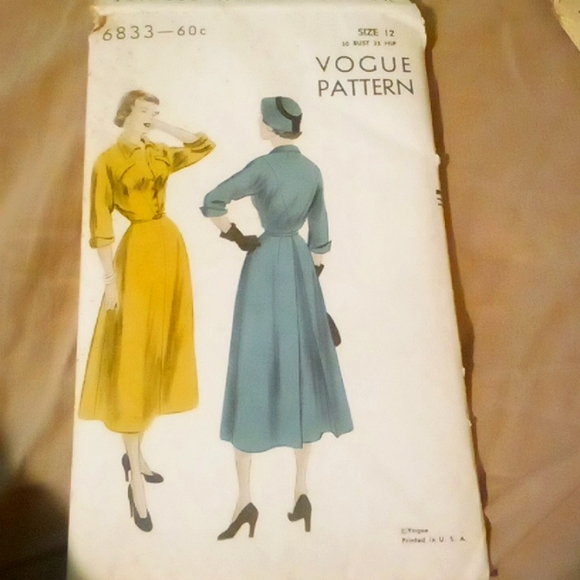 6833—60c
SIZE 12
30 BUST 33 HIP
VOGUE
PATTERN
©Vogue
Printed in U. S. A.